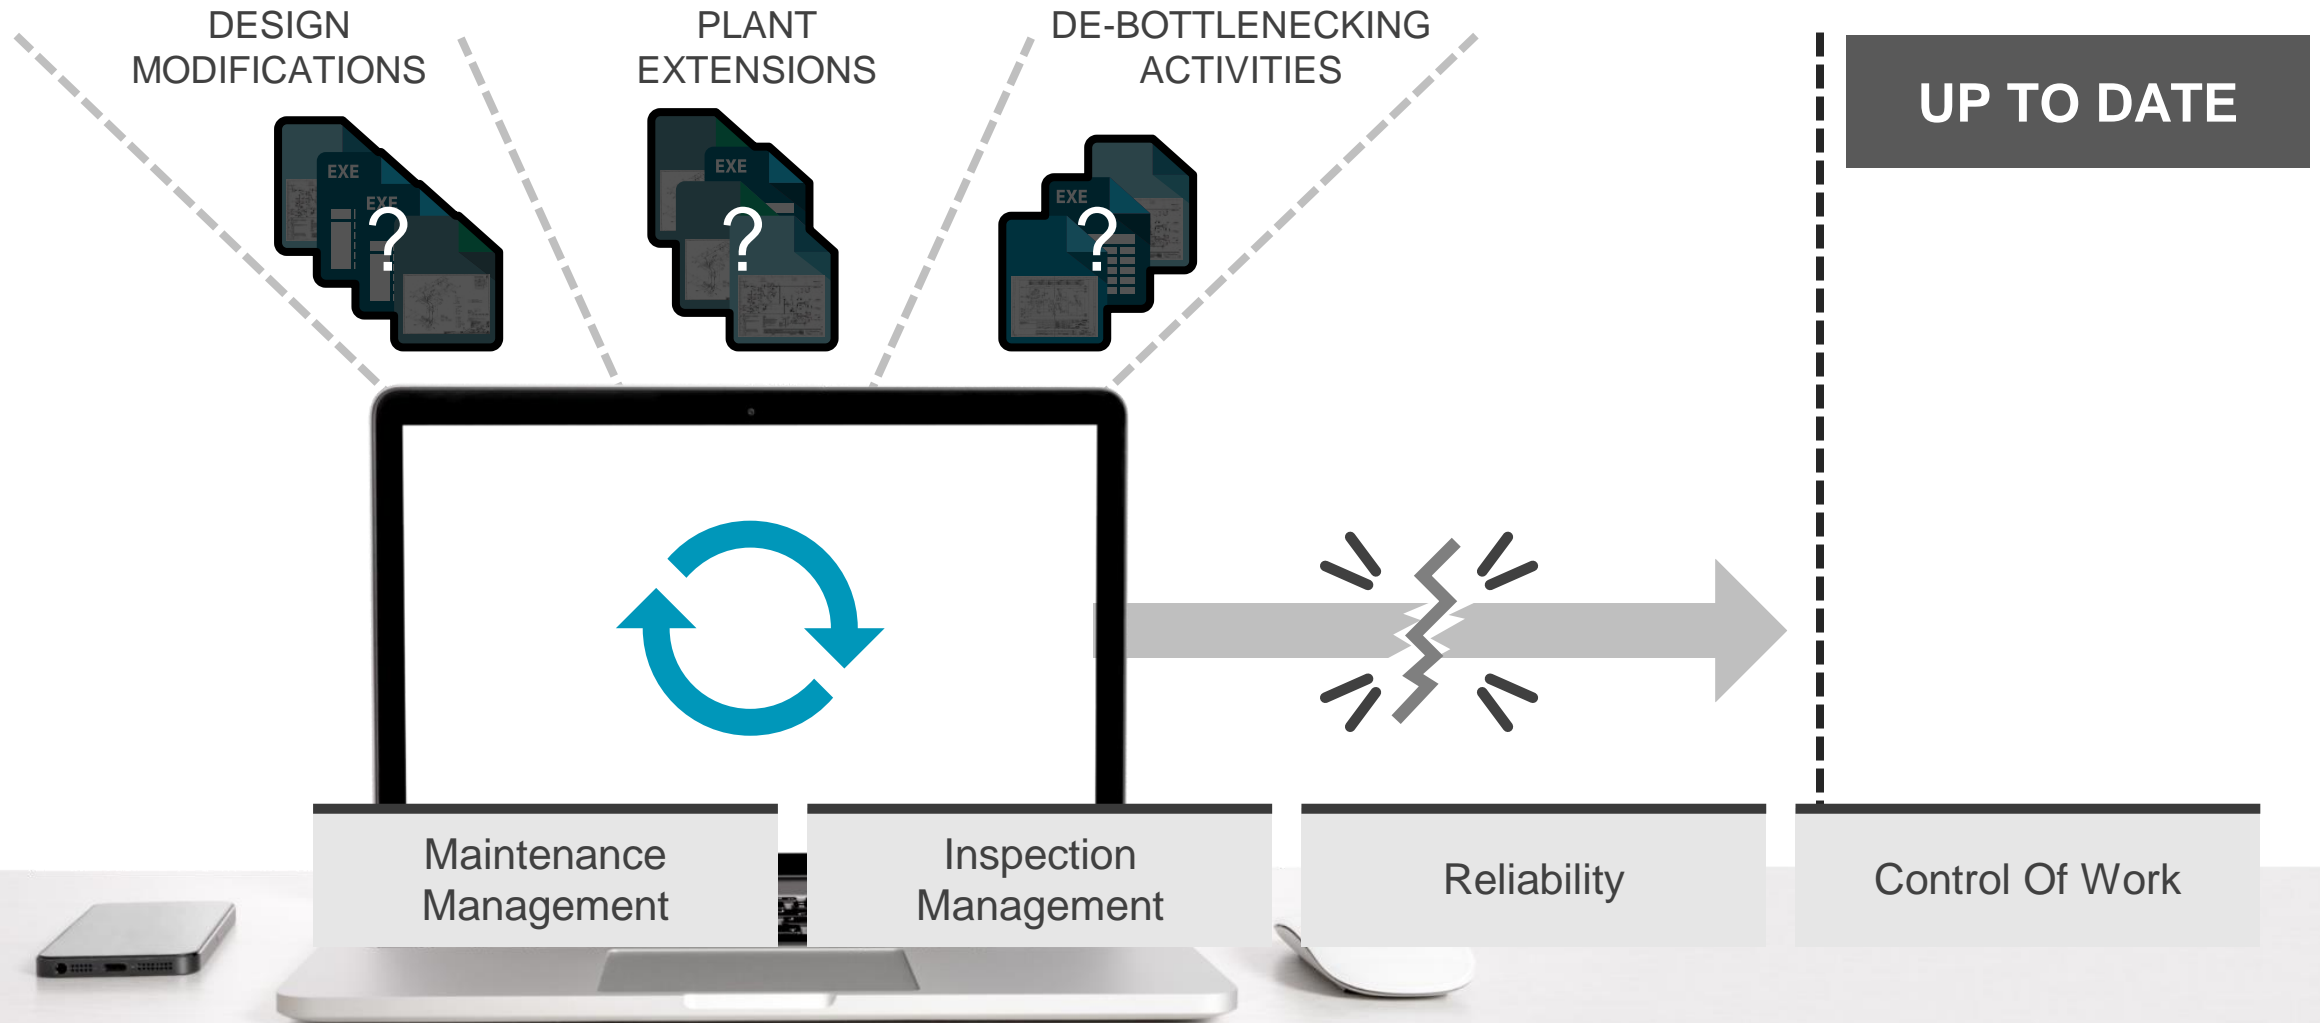 DESIGN
MODIFICATIONS
PLANT
EXTENSIONS
DE-BOTTLENECKING
ACTIVITIES
UP TO DATE
EXE
EXE
?
EXE
?
EXE
?
Maintenance
Management
Inspection
Management
Reliability
Control Of Work